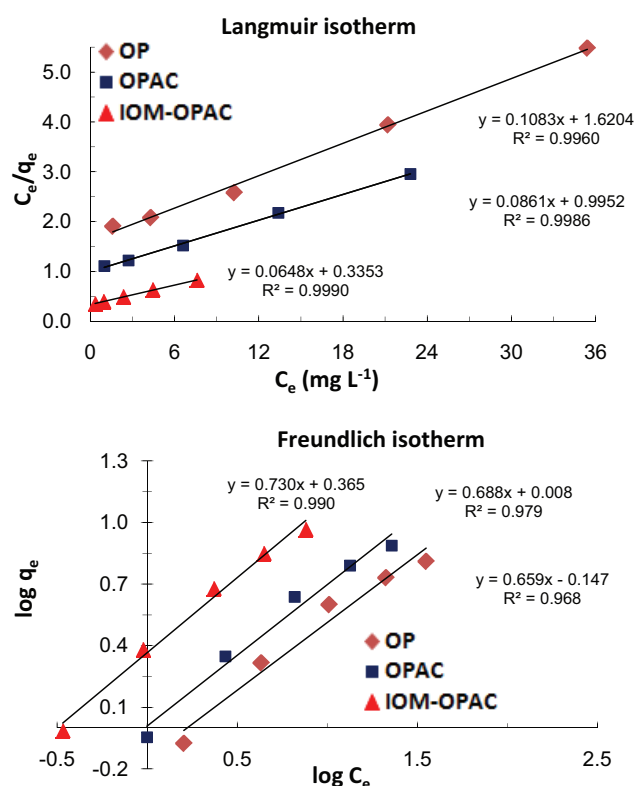 Langmuir isotherm
OP
OPAC
IOM-OPAC
5.0
4.0
3.0
2.0
1.0
0.0
Cₑ/qₑ
y = 0.1083x + 1.6204
R² = 0.9960
y = 0.0861x + 0.9952
R² = 0.9986
y = 0.0648x + 0.3353
R² = 0.9990
0 6 12 18 24 30 36
Cₑ (mg L⁻¹)
Freundlich isotherm
1.3
1.0
0.7
0.4
0.1
-0.2
log qₑ
y = 0.730x + 0.365
R² = 0.990
y = 0.688x + 0.008
R² = 0.979
y = 0.659x - 0.147
R² = 0.968
OP
OPAC
IOM-OPAC
-0.5 0.5 1.5 2.5
log Cₑ